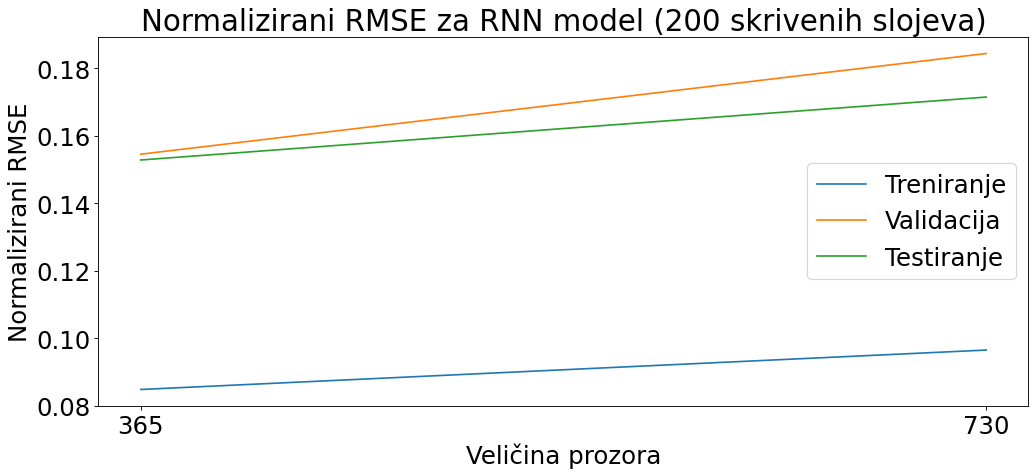 Normalizirani RMSE za RNN model (200 skrivenih slojeva)
Normalizirani RMSE
0.18
0.16
0.14
0.12
0.10
0.08
Treniranje
Validacija
Testiranje
365
730
Veličina prozora